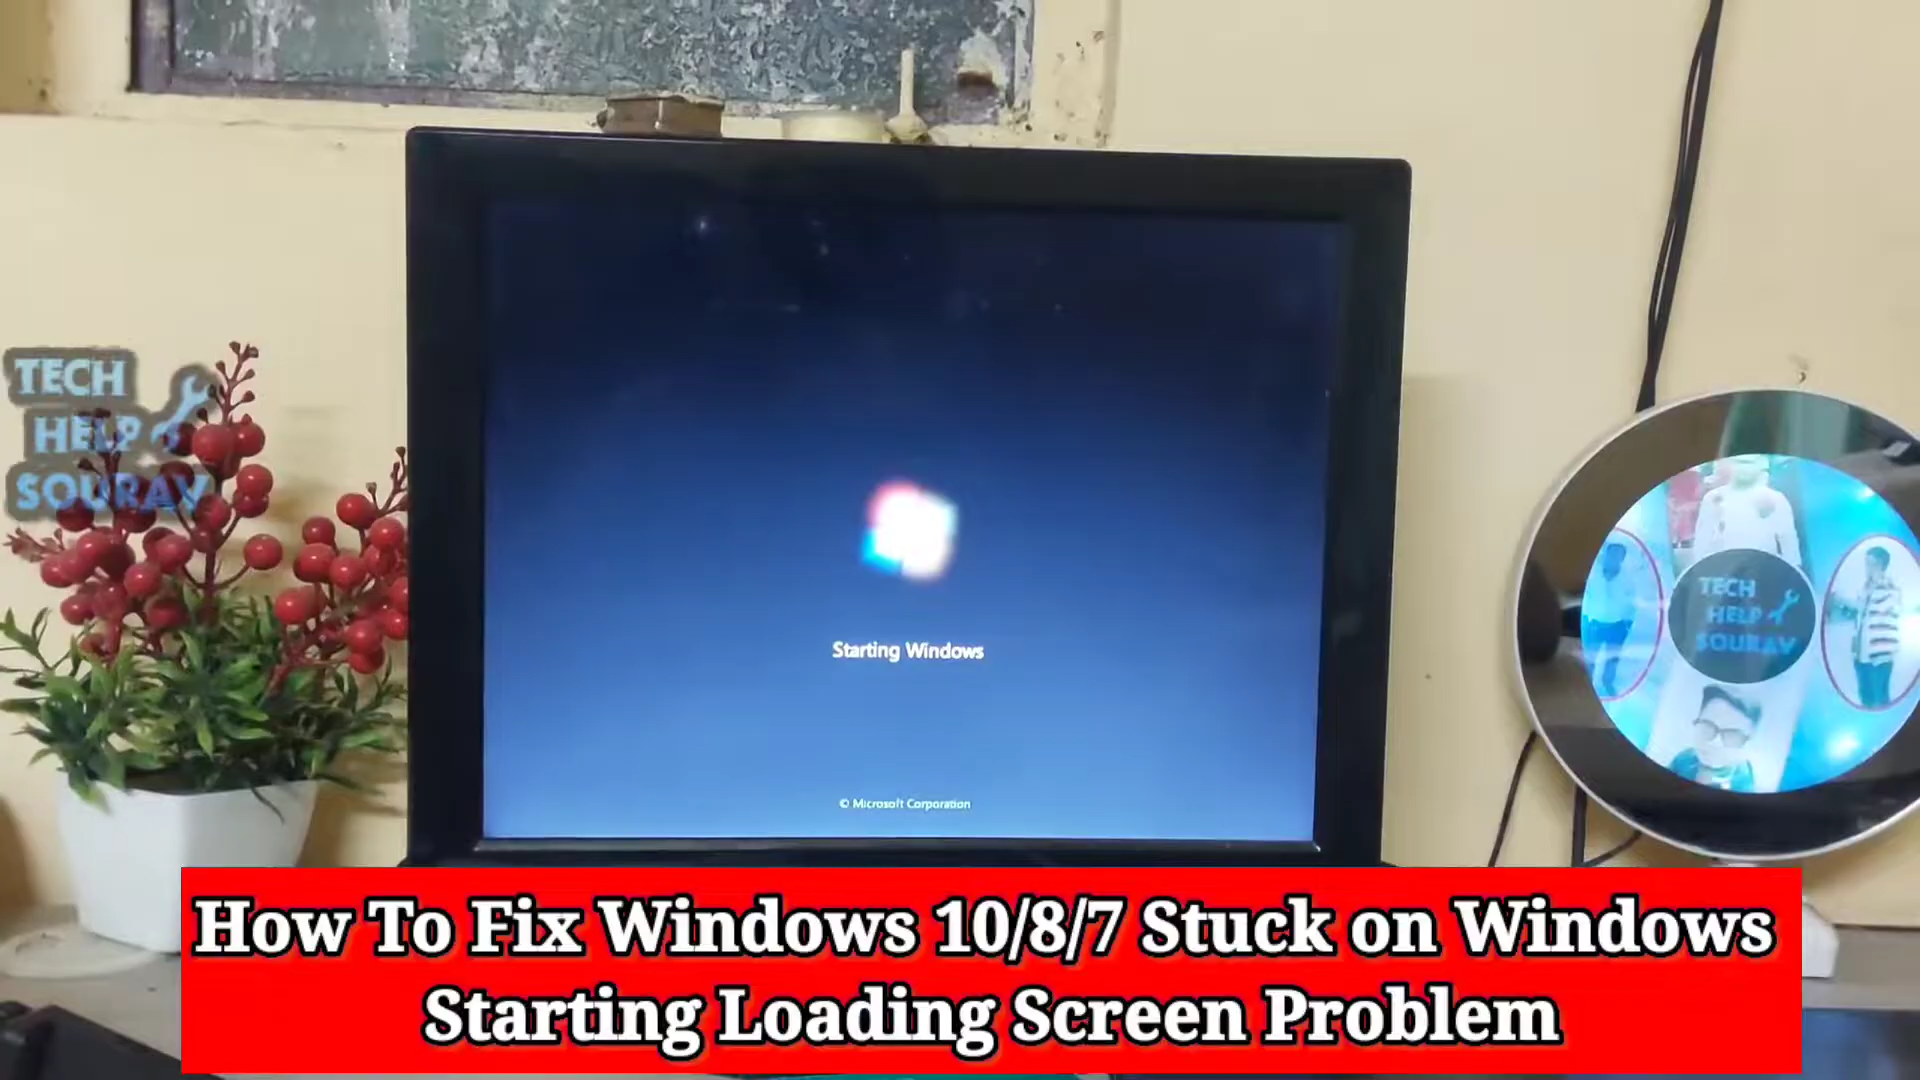 TECH
HELP
SOURAV
Starting Windows
© Microsoft Corporation
TECH
HELP
SOURAV
How To Fix Windows 10/8/7 Stuck on Windows
Starting Loading Screen Problem